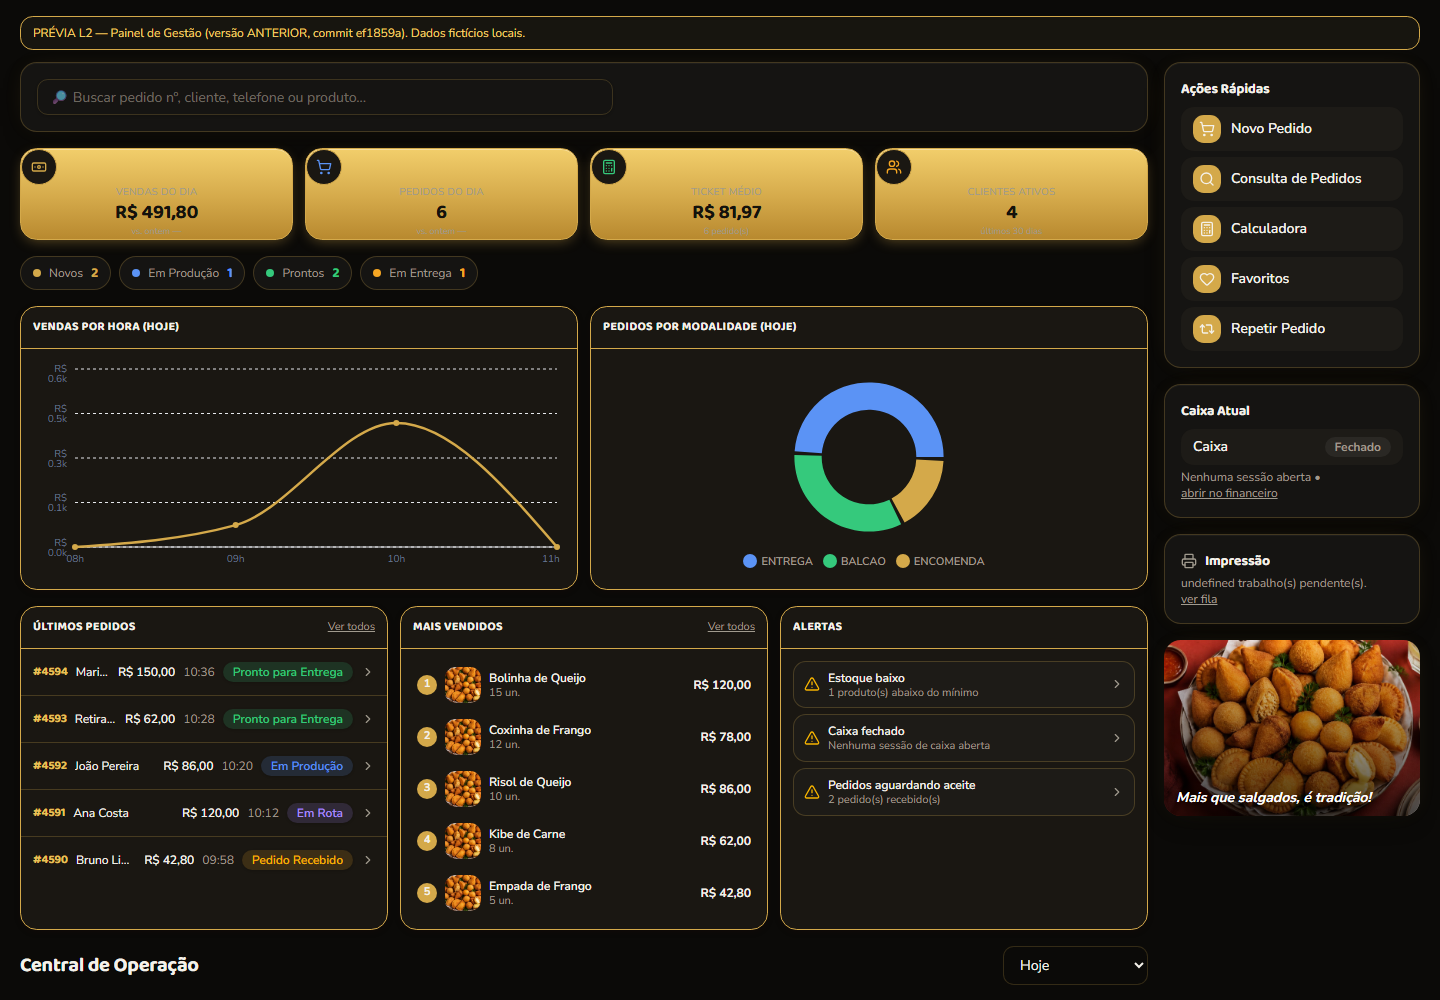 PRÉVIA L2 — Painel de Gestão (versão ANTERIOR, commit ef1859a). Dados fictícios locais.
Buscar pedido nº, cliente, telefone ou produto...
VENDAS DO DIA
R$ 491,80
PEDIDOS DO DIA
6
TICKET MÉDIO
R$ 81,97
CLIENTES ATIVOS
4
Novos 2
Em Produção 1
Prontos 2
Em Entrega 1
VENDAS POR HORA (HOJE)
R$
0.6k
R$
0.5k
R$
0.3k
R$
0.1k
R$
0.0k
08h
09h
10h
11h
PEDIDOS POR MODALIDADE (HOJE)
ENTREGA
BALCAO
ENCOMENDA
ÚLTIMOS PEDIDOS
Ver todos
#4594 Mari... R$ 150,00 10:36 Pronto para Entrega
#4593 Retira... R$ 62,00 10:28 Pronto para Entrega
#4592 João Pereira R$ 86,00 10:20 Em Produção
#4591 Ana Costa R$ 120,00 10:12 Em Rota
#4590 Bruno Li... R$ 42,80 09:58 Pedido Recebido
MAIS VENDIDOS
Ver todos
1 Bolinha de Queijo R$ 120,00
15 un.
2 Coxinha de Frango R$ 78,00
12 un.
3 Risol de Queijo R$ 86,00
10 un.
4 Kibe de Carne R$ 62,00
8 un.
5 Empada de Frango R$ 42,80
5 un.
ALERTAS
Estoque baixo
1 produto(s) abaixo do mínimo
Caixa fechado
Nenhuma sessão de caixa aberta
Pedidos aguardando aceite
2 pedido(s) recebido(s)
Central de Operação
Hoje
Ações Rápidas
Novo Pedido
Consulta de Pedidos
Calculadora
Favoritos
Repetir Pedido
Caixa Atual
Caixa Fechado
Nenhuma sessão aberta •
abrir no financeiro
Impressão
undefined trabalho(s) pendente(s).
ver fila
Mais que salgados, é tradição!